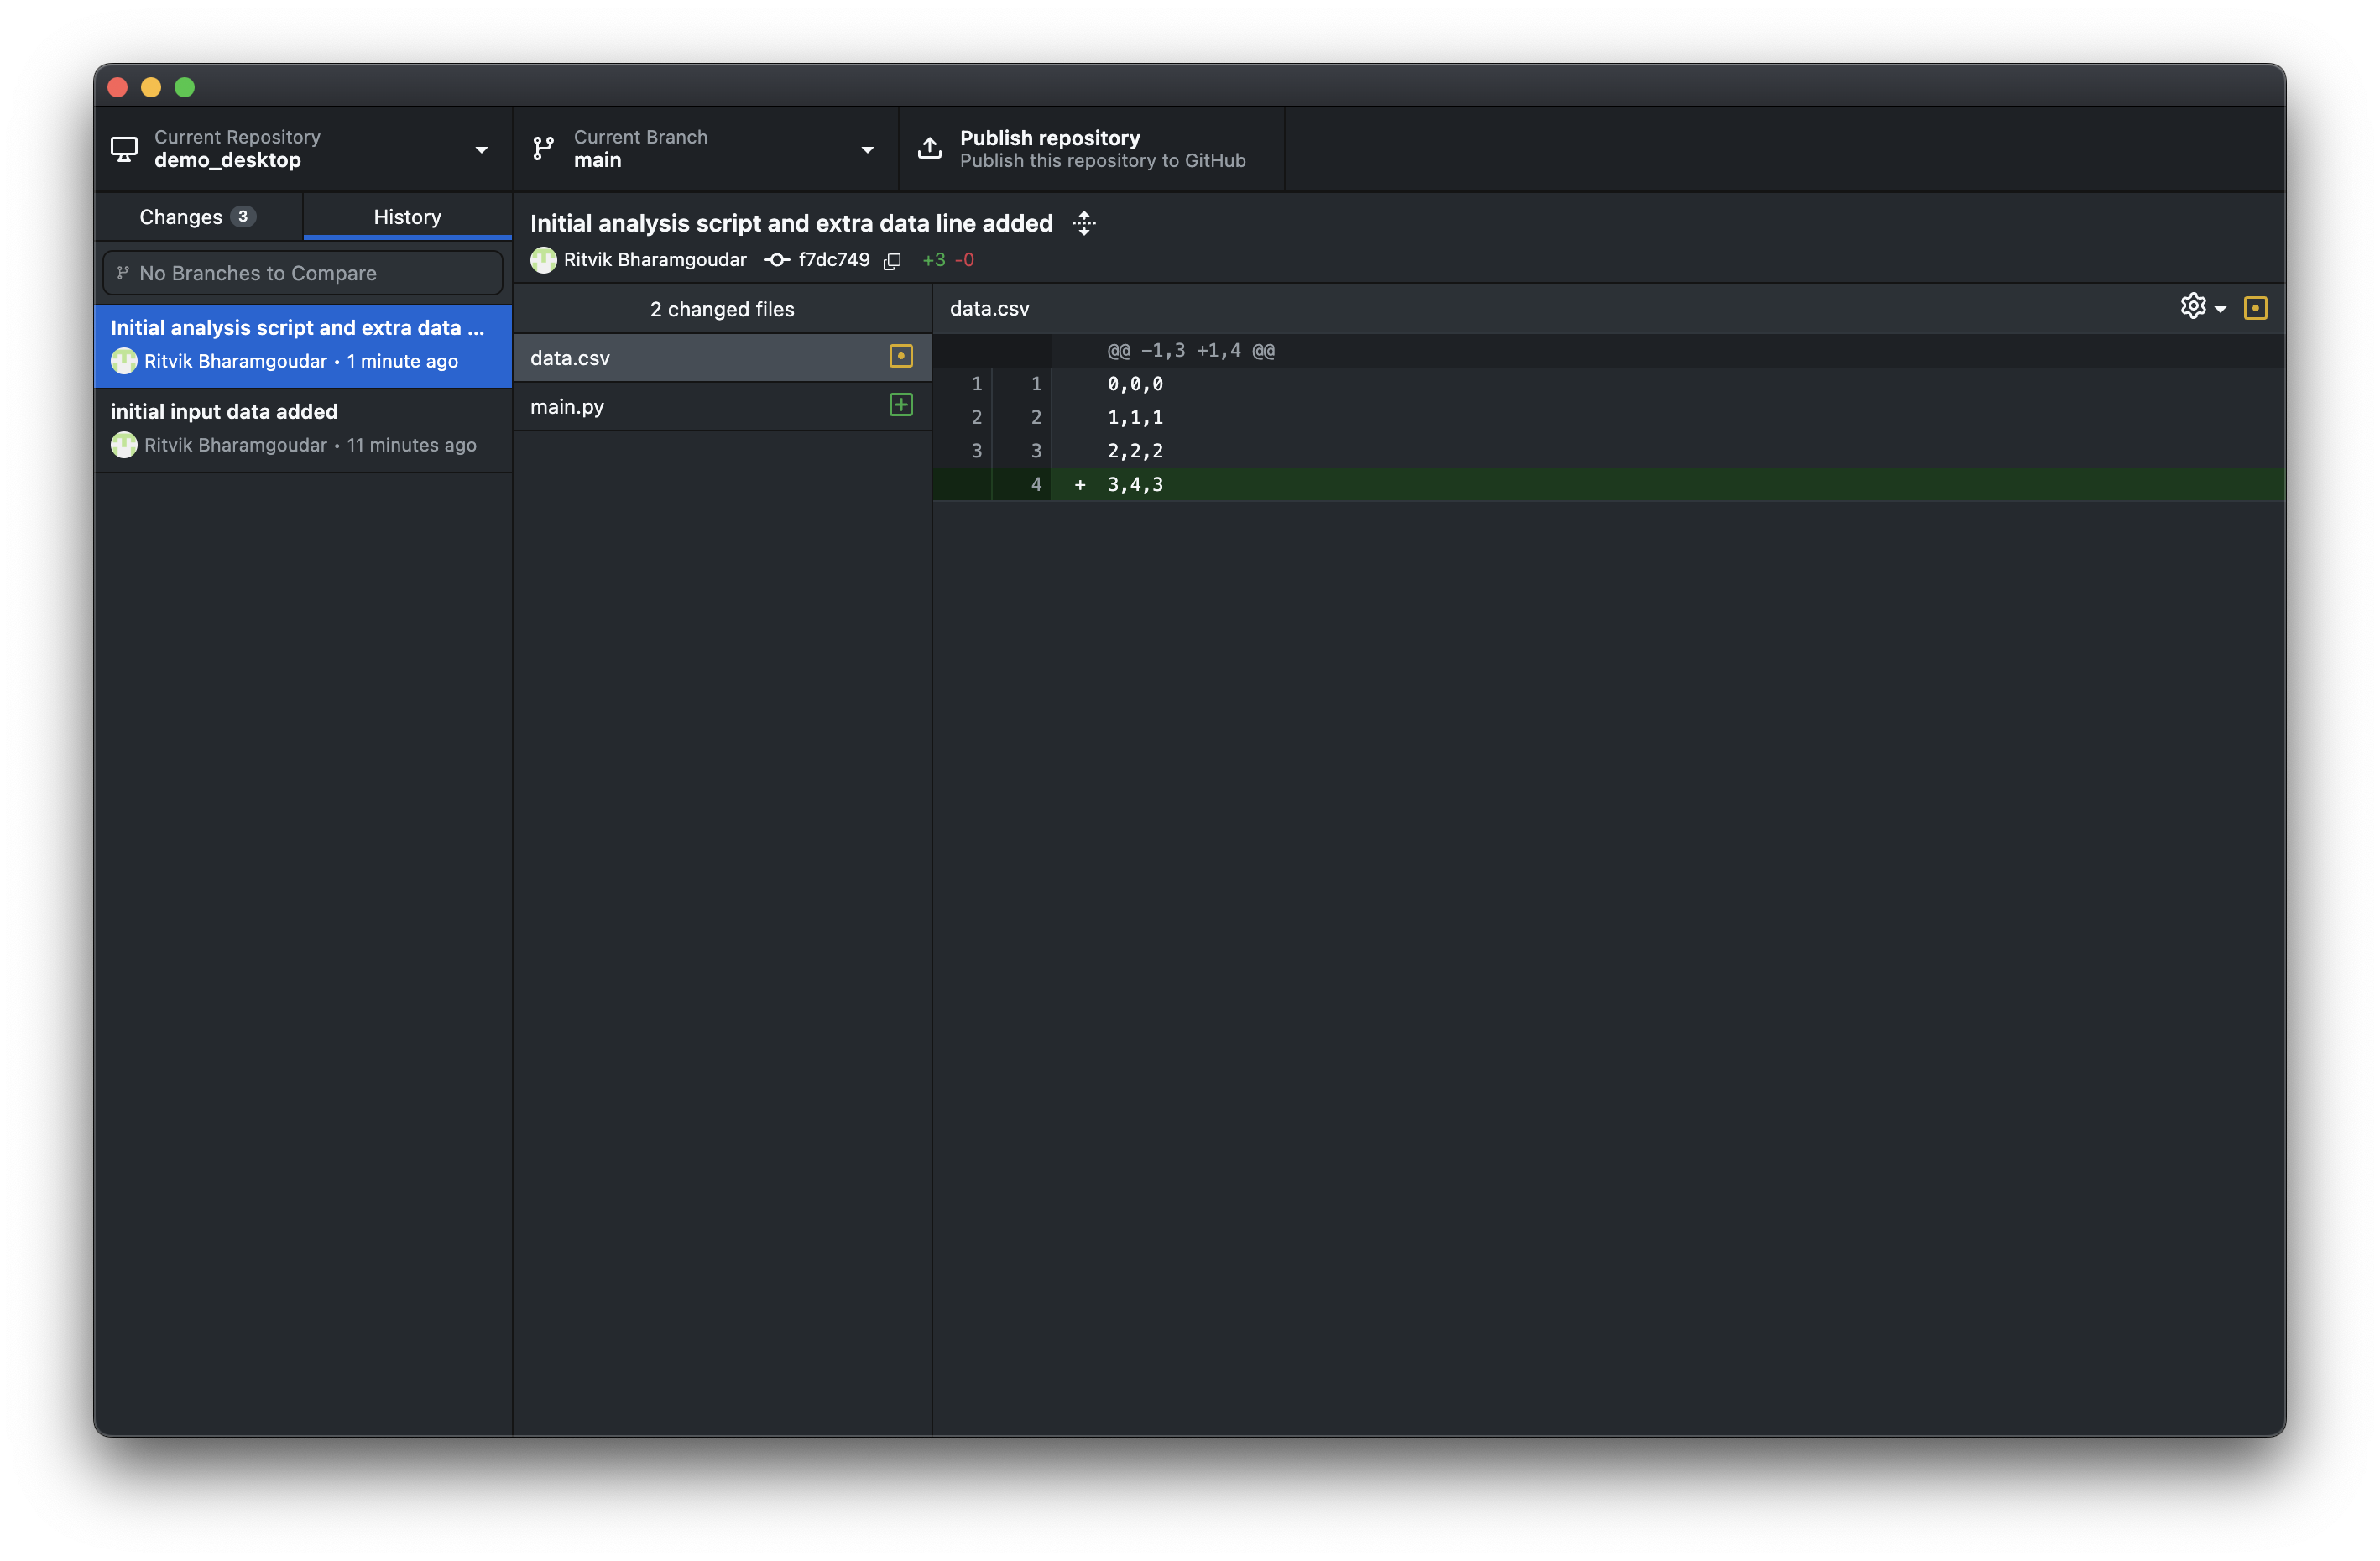 Current Repository
demo_desktop
Current Branch
main
Publish repository
Publish this repository to GitHub
Changes 3
History
No Branches to Compare
Initial analysis script and extra data ...
Ritvik Bharamgoudar • 1 minute ago
initial input data added
Ritvik Bharamgoudar • 11 minutes ago
Initial analysis script and extra data line added
Ritvik Bharamgoudar f7dc749 +3 -0
2 changed files
data.csv
main.py
data.csv
@@ -1,3 +1,4 @@
1 1 0,0,0
2 2 1,1,1
3 3 2,2,2
4 + 3,4,3